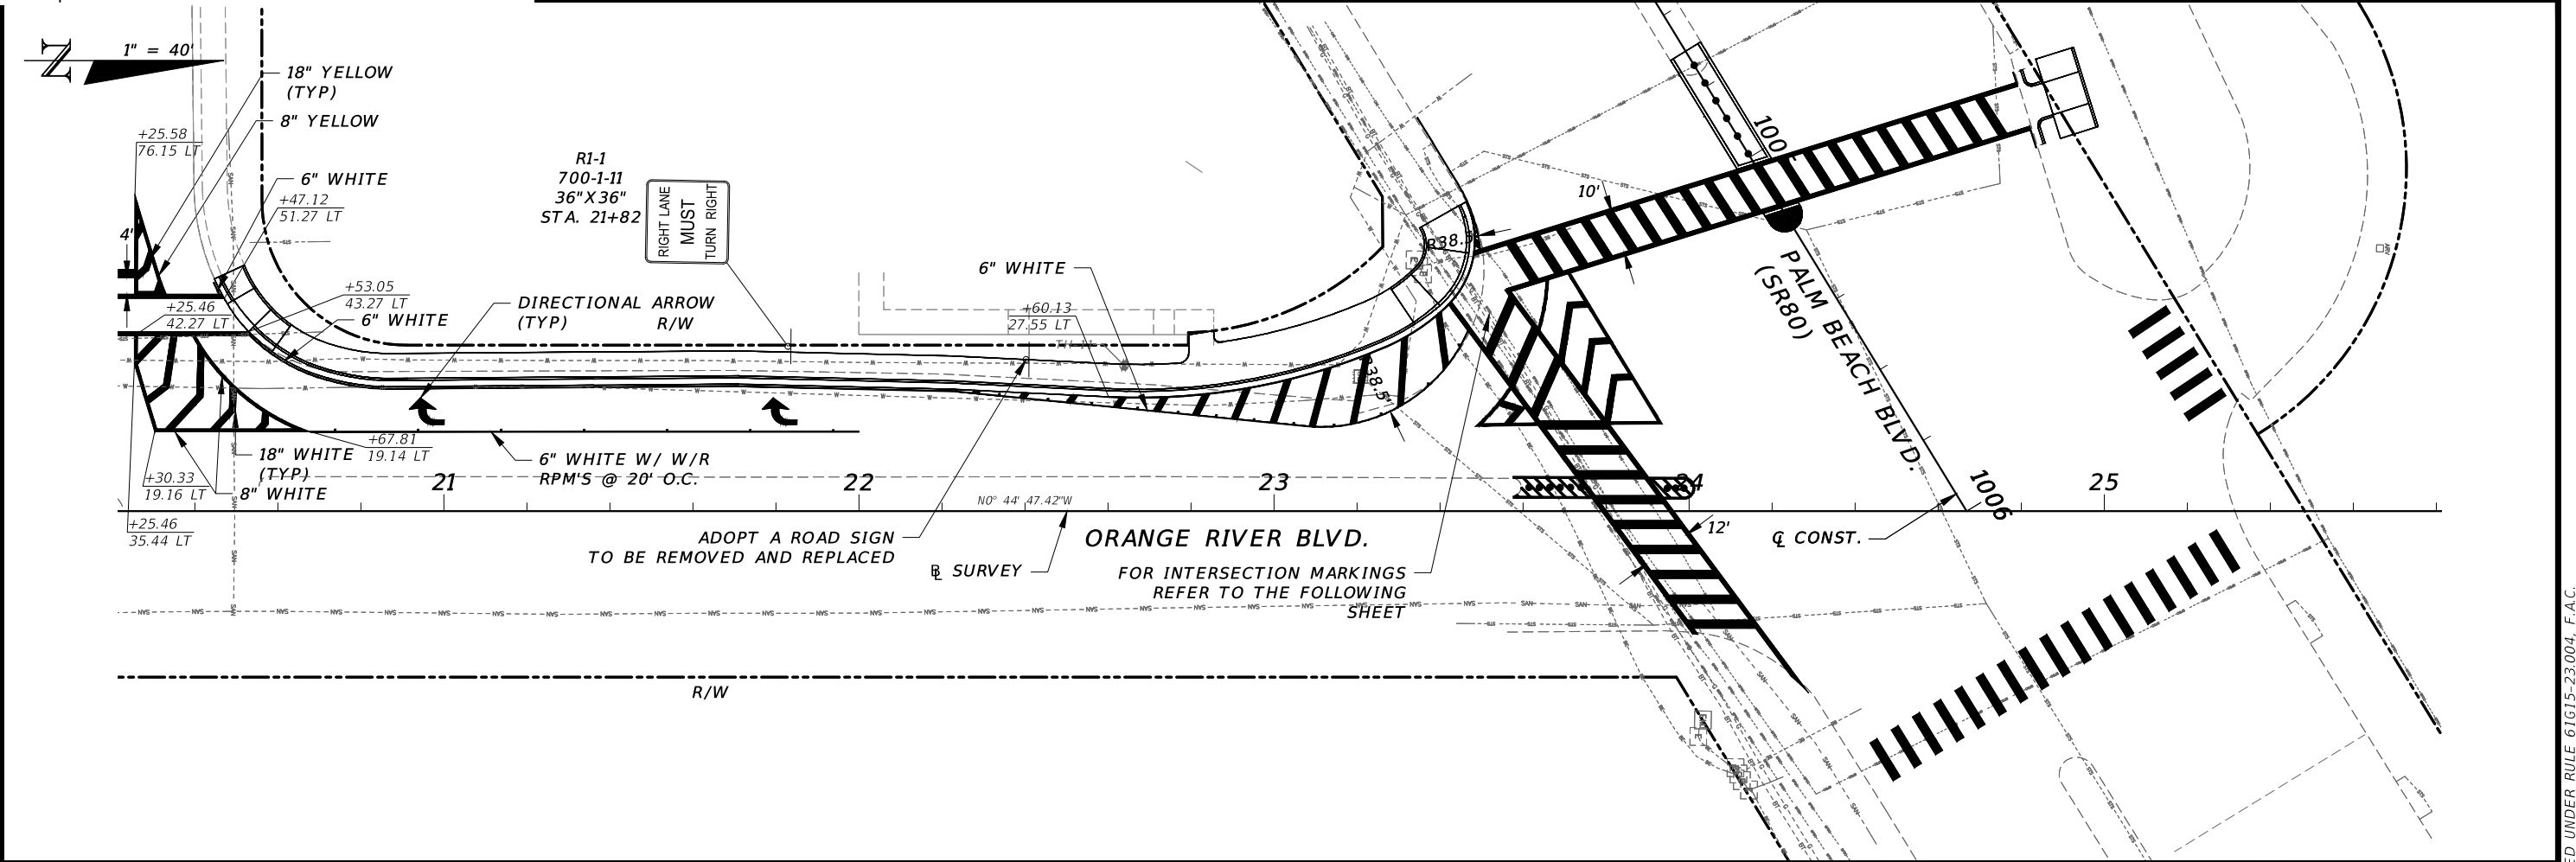 N
1" = 40'
18" YELLOW
(TYP)
8" YELLOW
+25.58
76.15 LT
6" WHITE
+47.12
51.27 LT
4'
+53.05
43.27 LT
+25.46
42.27 LT
6" WHITE
R1-1
700-1-11
36"X36"
STA. 21+82
RIGHT LANE
MUST
TURN RIGHT
DIRECTIONAL ARROW
(TYP)
R/W
6" WHITE
+60.13
27.55 LT
R38.5'
10'
100
PALM BEACH BLVD.
(SR80)
+67.81
19.14 LT
18" WHITE
(TYP)
8" WHITE
+30.33
19.16 LT
+25.46
35.44 LT
6" WHITE W/ W/R
RPM'S @ 20' O.C.
21
22
23
24
25
N0° 44' 47.42"W
1006
12'
ADOPT A ROAD SIGN
TO BE REMOVED AND REPLACED
ORANGE RIVER BLVD.
BL SURVEY
FOR INTERSECTION MARKINGS
REFER TO THE FOLLOWING
SHEET
CL CONST.
R/W
ED UNDER RULE 61G15-23.004, F.A.C.